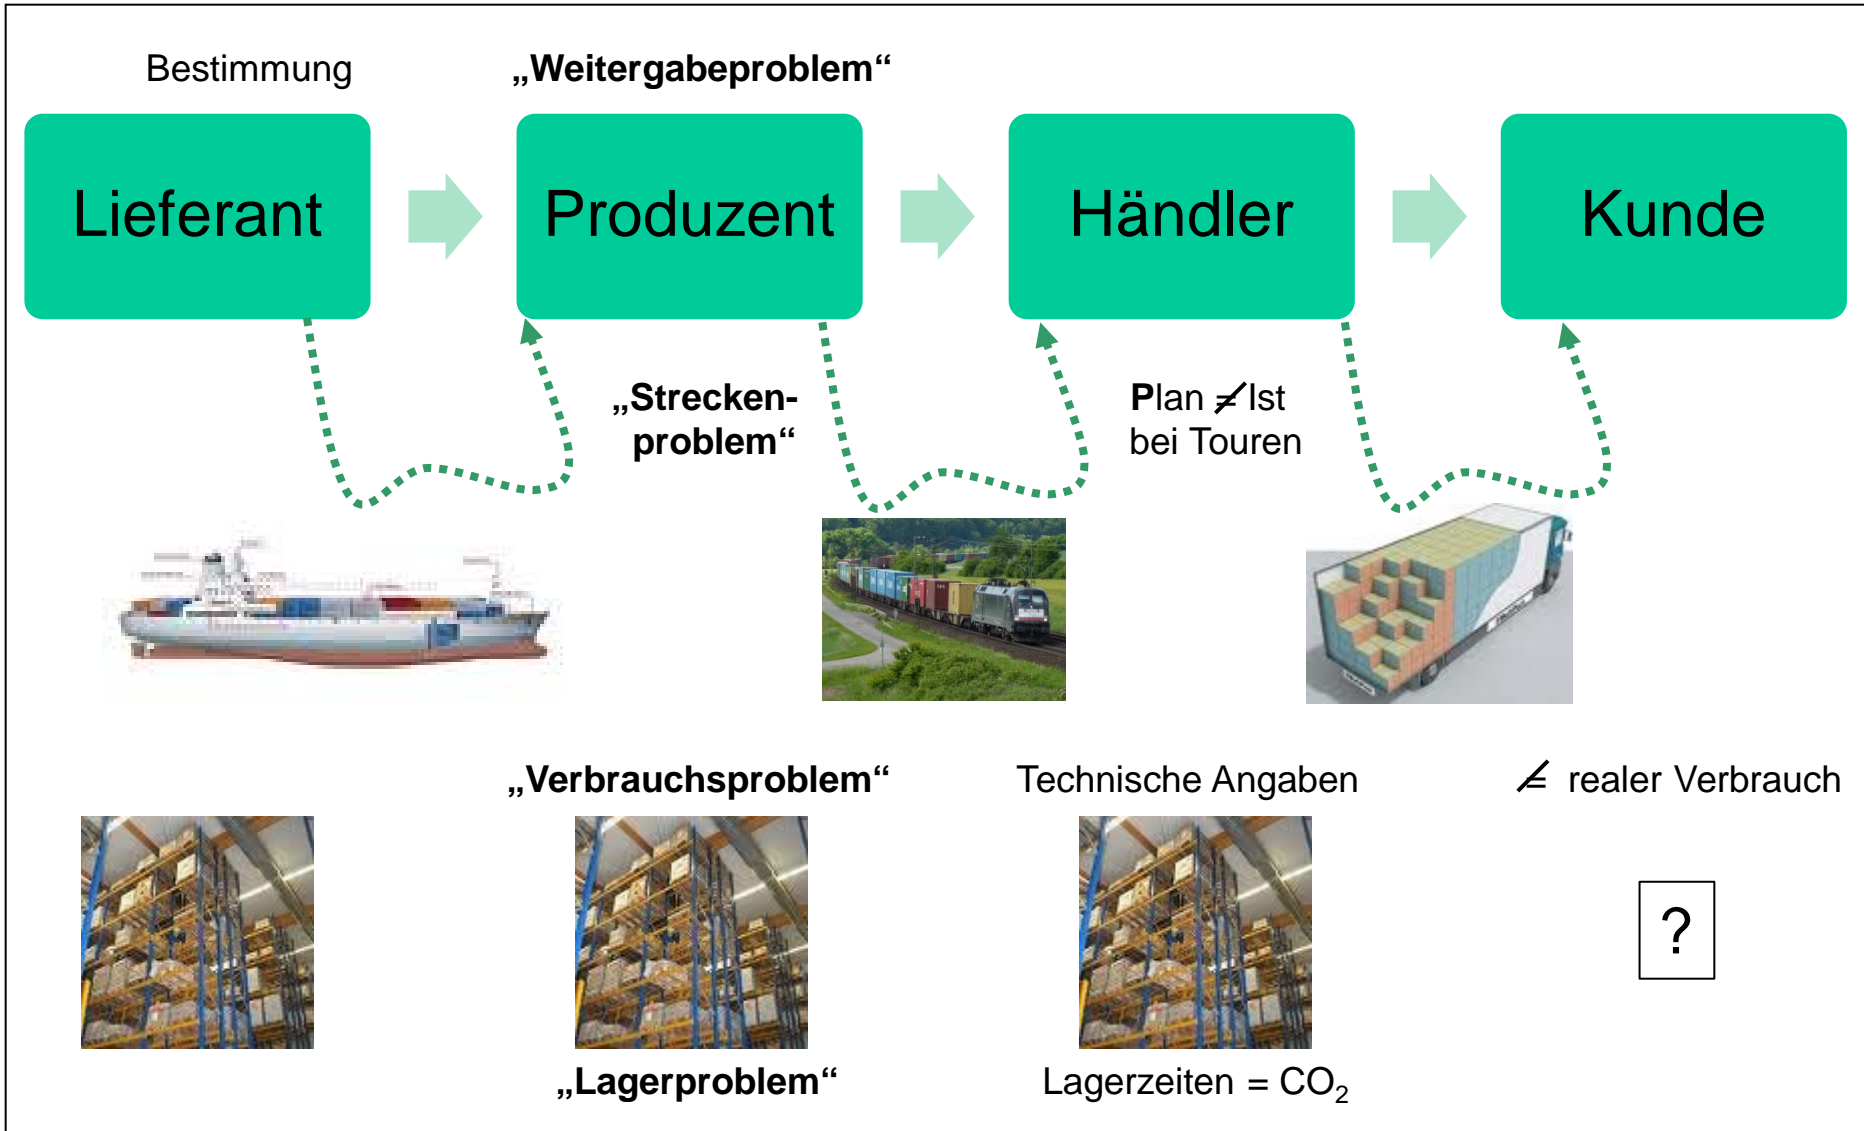 Bestimmung
„Weitergabeproblem“
Lieferant
Produzent
Händler
Kunde
„Strecken-
problem“
Plan ≠ Ist
bei Touren
„Verbrauchsproblem“
Technische Angaben
≠ realer Verbrauch
?
„Lagerproblem“
Lagerzeiten = CO₂